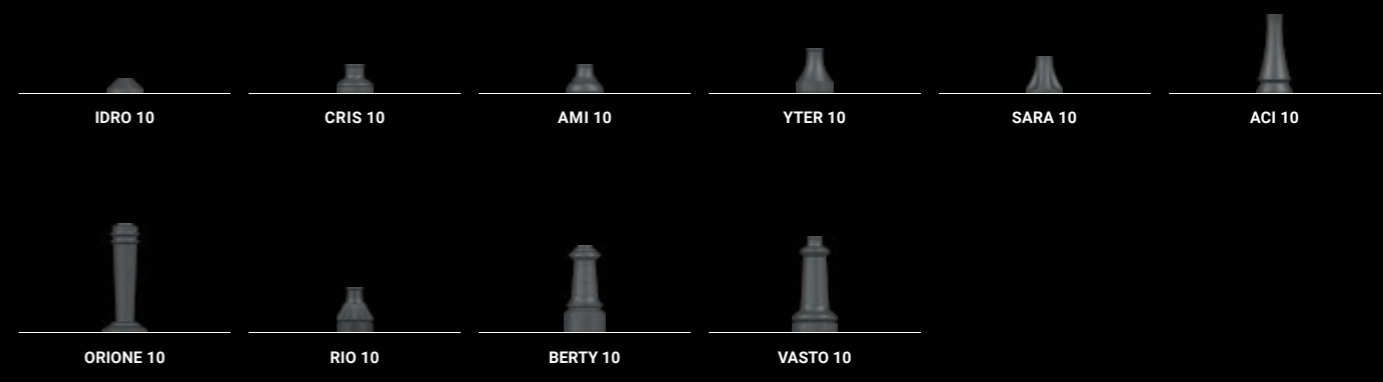 IDRO 10
CRIS 10
AMI 10
YTER 10
SARA 10
ACI 10
ORIONE 10
RIO 10
BERTY 10
VASTO 10